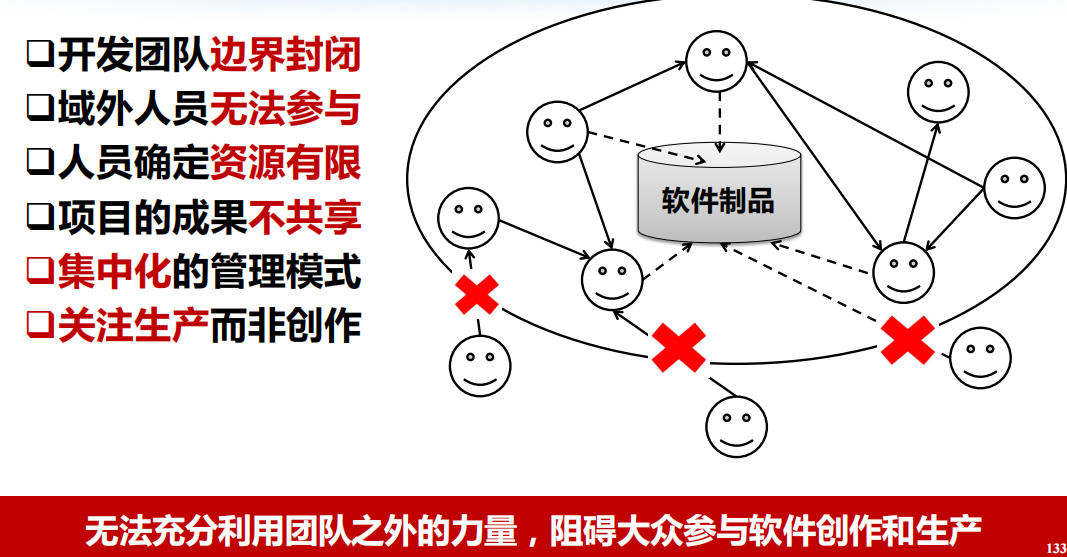 ❑开发团队边界封闭
❑域外人员无法参与
❑人员确定资源有限
❑项目的成果不共享
❑集中化的管理模式
❑关注生产而非创作
软件制品
无法充分利用团队之外的力量，阻碍大众参与软件创作和生产
133